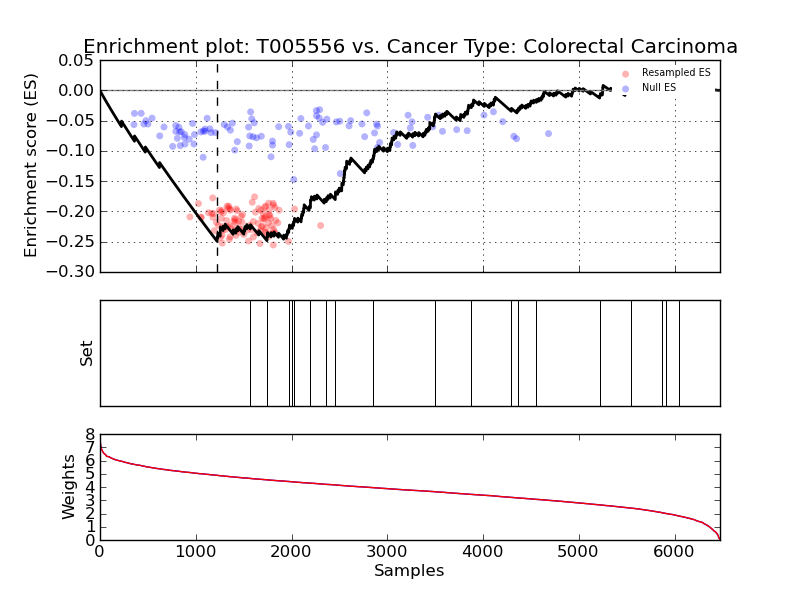 Enrichment plot: T005556 vs. Cancer Type: Colorectal Carcinoma
Enrichment score (ES)
0.05
0.00
−0.05
−0.10
−0.15
−0.20
−0.25
−0.30
Resampled ES
Null ES
Set
Weights
8
7
6
5
4
3
2
1
0
0 1000 2000 3000 4000 5000 6000
Samples